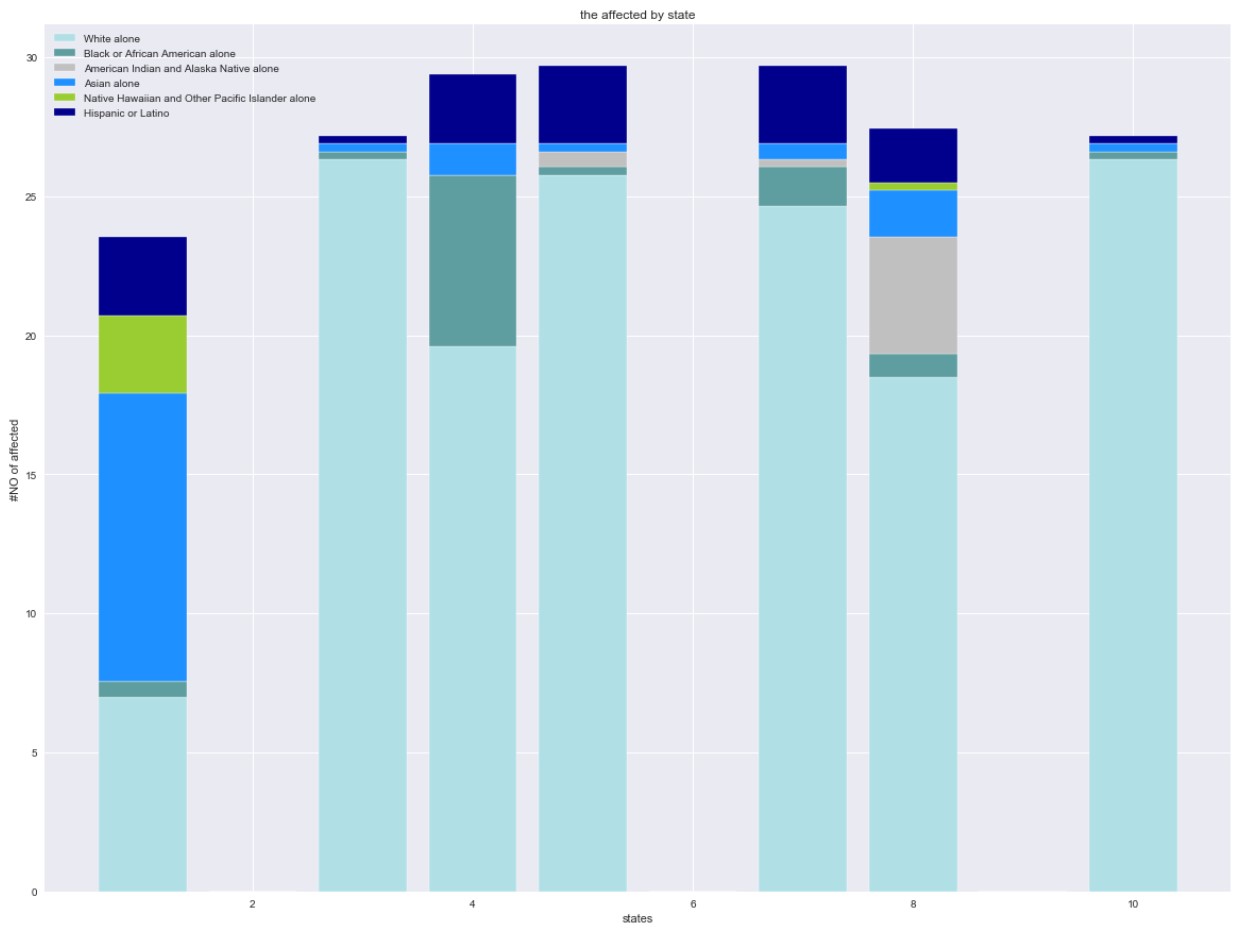 the affected by state
White alone
Black or African American alone
American Indian and Alaska Native alone
Asian alone
Native Hawaiian and Other Pacific Islander alone
Hispanic or Latino
#NO of affected
30
25
20
15
10
5
0
2 4 6 8 10
states